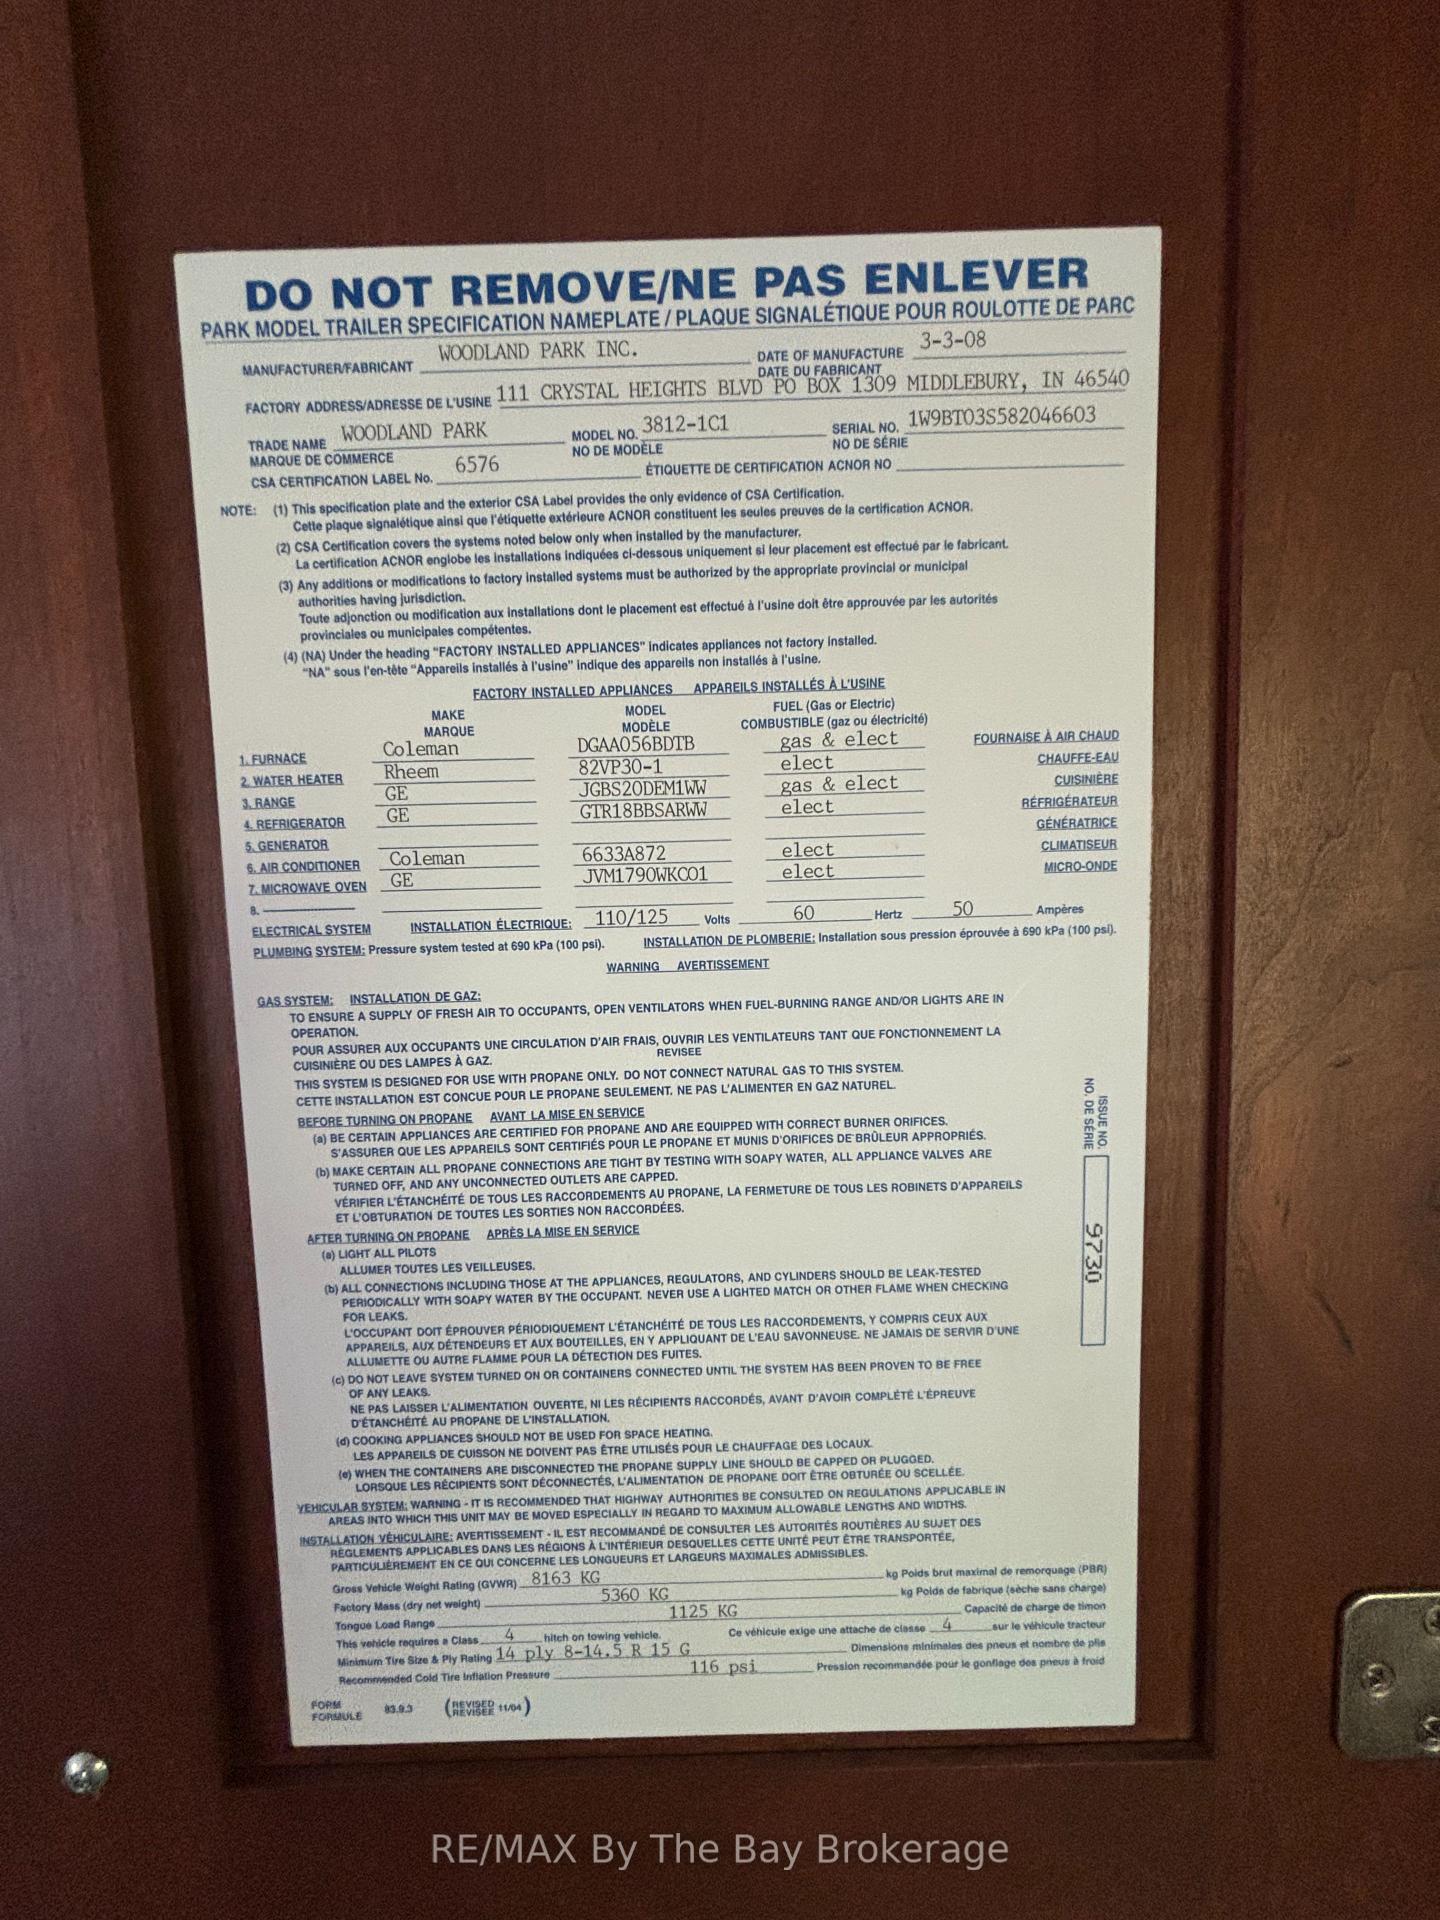 DO NOT REMOVE/NE PAS ENLEVER
PARK MODEL TRAILER SPECIFICATION NAMEPLATE / PLAQUE SIGNALÉTIQUE POUR ROULOTTE DE PARC
MANUFACTURER/FABRICANT WOODLAND PARK INC. DATE OF MANUFACTURE 3-3-08
DATE DU FABRICANT
FACTORY ADDRESS/ADRESSE DE L'USINE 111 CRYSTAL HEIGHTS BLVD PO BOX 1309 MIDDLEBURY, IN 46540
TRADE NAME WOODLAND PARK MODEL NO. 3812-1C1 SERIAL NO. 1W9BT03S582046603
MARQUE DE COMMERCE NO DE MODÈLE NO DE SÉRIE
CSA CERTIFICATION LABEL No. 6576 ÉTIQUETTE DE CERTIFICATION ACNOR NO
NOTE: (1) This specification plate and the exterior CSA Label provides the only evidence of CSA Certification.
Cette plaque signalétique ainsi que l'étiquette extérieure ACNOR constituent les seules preuves de la certification ACNOR.
(2) CSA Certification covers the systems noted below only when installed by the manufacturer.
La certification ACNOR englobe les installations indiquées ci-dessous uniquement si leur placement est effectué par le fabricant.
(3) Any additions or modifications to factory installed systems must be authorized by the appropriate provincial or municipal
authorities having jurisdiction.
Toute adjonction ou modification aux installations dont le placement est effectué à l'usine doit être approuvée par les autorités
provinciales ou municipales compétentes.
(4) (NA) Under the heading "FACTORY INSTALLED APPLIANCES" indicates appliances not factory installed.
"NA" sous l'en-tête "Appareils installés à l'usine" indique des appareils non installés à l'usine.
FACTORY INSTALLED APPLIANCES APPAREILS INSTALLÉS À L'USINE
MAKE MODEL FUEL (Gas or Electric)
MARQUE MODÈLE COMBUSTIBLE (gaz ou électricité)
1. FURNACE Coleman DGAA056BDTB gas & elect FOURNAISE À AIR CHAUD
2. WATER HEATER Rheem 82VP30-1 elect CHAUFFE-EAU
3. RANGE GE JGBS20DEM1WW gas & elect CUISINIÈRE
4. REFRIGERATOR GE GTR18BBSARWW elect RÉFRIGÉRATEUR
5. GENERATOR GÉNÉRATRICE
6. AIR CONDITIONER Coleman 6633A872 elect CLIMATISEUR
7. MICROWAVE OVEN GE JVM1790WKC01 elect MICRO-ONDE
8.
ELECTRICAL SYSTEM INSTALLATION ÉLECTRIQUE: 110/125 Volts 60 Hertz 50 Ampères
PLUMBING SYSTEM: Pressure system tested at 690 kPa (100 psi). INSTALLATION DE PLOMBERIE: Installation sous pression éprouvée à 690 kPa (100 psi).
WARNING AVERTISSEMENT
GAS SYSTEM: INSTALLATION DE GAZ:
TO ENSURE A SUPPLY OF FRESH AIR TO OCCUPANTS, OPEN VENTILATORS WHEN FUEL-BURNING RANGE AND/OR LIGHTS ARE IN
OPERATION.
POUR ASSURER AUX OCCUPANTS UNE CIRCULATION D'AIR FRAIS, OUVRIR LES VENTILATEURS TANT QUE FONCTIONNEMENT LA
REVISEE
CUISINIÈRE OU DES LAMPES À GAZ.
THIS SYSTEM IS DESIGNED FOR USE WITH PROPANE ONLY. DO NOT CONNECT NATURAL GAS TO THIS SYSTEM.
CETTE INSTALLATION EST CONCUE POUR LE PROPANE SEULEMENT. NE PAS L'ALIMENTER EN GAZ NATUREL.
BEFORE TURNING ON PROPANE AVANT LA MISE EN SERVICE
(a) BE CERTAIN APPLIANCES ARE CERTIFIED FOR PROPANE AND ARE EQUIPPED WITH CORRECT BURNER ORIFICES.
S'ASSURER QUE LES APPAREILS SONT CERTIFIÉS POUR LE PROPANE ET MUNIS D'ORIFICES DE BRÛLEUR APPROPRIÉS.
(b) MAKE CERTAIN ALL PROPANE CONNECTIONS ARE TIGHT BY TESTING WITH SOAPY WATER, ALL APPLIANCE VALVES ARE
TURNED OFF, AND ANY UNCONNECTED OUTLETS ARE CAPPED.
VÉRIFIER L'ÉTANCHÉITÉ DE TOUS LES RACCORDEMENTS AU PROPANE, LA FERMETURE DE TOUS LES ROBINETS D'APPAREILS
ET L'OBTURATION DE TOUTES LES SORTIES NON RACCORDÉES.
AFTER TURNING ON PROPANE APRÈS LA MISE EN SERVICE
(a) LIGHT ALL PILOTS
ALLUMER TOUTES LES VEILLEUSES.
(b) ALL CONNECTIONS INCLUDING THOSE AT THE APPLIANCES, REGULATORS, AND CYLINDERS SHOULD BE LEAK-TESTED
PERIODICALLY WITH SOAPY WATER BY THE OCCUPANT. NEVER USE A LIGHTED MATCH OR OTHER FLAME WHEN CHECKING
FOR LEAKS.
L'OCCUPANT DOIT ÉPROUVER PÉRIODIQUEMENT L'ÉTANCHÉITÉ DE TOUS LES RACCORDEMENTS, Y COMPRIS CEUX AUX
APPAREILS, AUX DÉTENDEURS ET AUX BOUTEILLES, EN Y APPLIQUANT DE L'EAU SAVONNEUSE. NE JAMAIS DE SERVIR D'UNE
ALLUMETTE OU AUTRE FLAMME POUR LA DÉTECTION DES FUITES.
(c) DO NOT LEAVE SYSTEM TURNED ON OR CONTAINERS CONNECTED UNTIL THE SYSTEM HAS BEEN PROVEN TO BE FREE
OF ANY LEAKS.
NE PAS LAISSER L'ALIMENTATION OUVERTE, NI LES RÉCIPIENTS RACCORDÉS, AVANT D'AVOIR COMPLÉTÉ L'ÉPREUVE
D'ÉTANCHÉITÉ AU PROPANE DE L'INSTALLATION.
(d) COOKING APPLIANCES SHOULD NOT BE USED FOR SPACE HEATING.
LES APPAREILS DE CUISSON NE DOIVENT PAS ÊTRE UTILISÉS POUR LE CHAUFFAGE DES LOCAUX.
(e) WHEN THE CONTAINERS ARE DISCONNECTED THE PROPANE SUPPLY LINE SHOULD BE CAPPED OR PLUGGED.
LORSQUE LES RÉCIPIENTS SONT DÉCONNECTÉS, L'ALIMENTATION DE PROPANE DOIT ÊTRE OBTURÉE OU SCELLÉE.
ISSUE NO.
NO. DE SÉRIE 9730
VEHICULAR SYSTEM: WARNING - IT IS RECOMMENDED THAT HIGHWAY AUTHORITIES BE CONSULTED ON REGULATIONS APPLICABLE IN
AREAS INTO WHICH THIS UNIT MAY BE MOVED ESPECIALLY IN REGARD TO MAXIMUM ALLOWABLE LENGTHS AND WIDTHS.
INSTALLATION VÉHICULAIRE: AVERTISSEMENT - IL EST RECOMMANDÉ DE CONSULTER LES AUTORITÉS ROUTIÈRES AU SUJET DES
RÈGLEMENTS APPLICABLES DANS LES RÉGIONS À L'INTÉRIEUR DESQUELLES CETTE UNITÉ PEUT ÊTRE TRANSPORTÉE,
PARTICULIÈREMENT EN CE QUI CONCERNE LES LONGUEURS ET LARGEURS MAXIMALES ADMISSIBLES.
Gross Vehicle Weight Rating (GVWR) 8163 KG kg Poids brut maximal de remorquage (PBR)
Factory Mass (dry net weight) 5360 KG kg Poids de fabrique (sèche sans charge)
Tongue Load Range 1125 KG Capacité de charge de timon
This vehicle requires a Class 4 hitch on towing vehicle. Ce véhicule exige une attache de classe 4 sur le véhicule tracteur
Minimum Tire Size & Ply Rating 14 ply 8-14.5 R 15 G Dimensions minimales des pneus et nombre de plis
Recommended Cold Tire Inflation Pressure 116 psi Pression recommandée pour le gonflage des pneus à froid
FORM
FORMULE 83.9.3 (REVISED REVISÉE 11/04)
RE/MAX By The Bay Brokerage